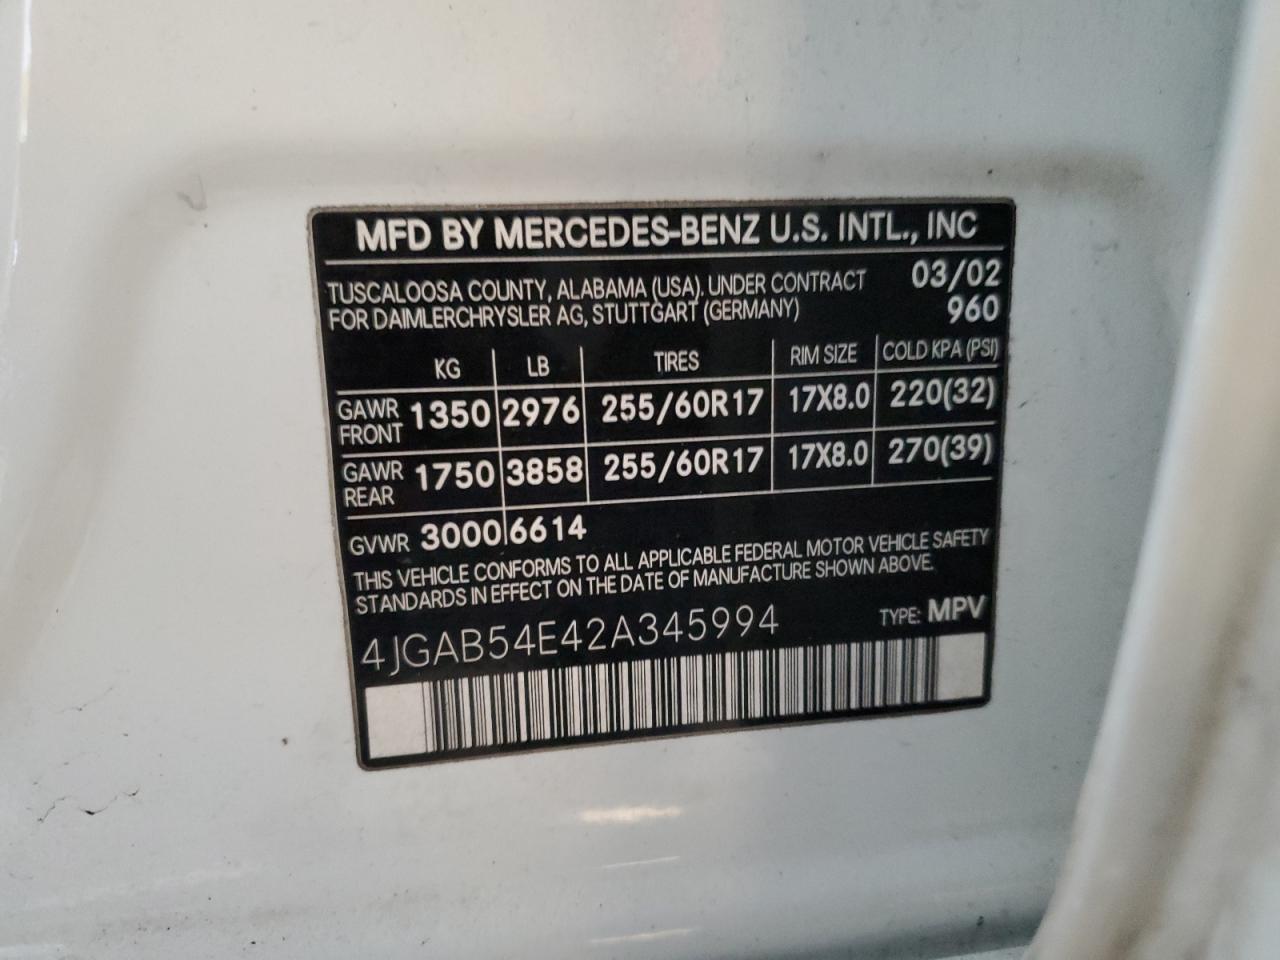 MFD BY MERCEDES-BENZ U.S. INTL., INC
TUSCALOOSA COUNTY, ALABAMA (USA), UNDER CONTRACT 03/02
FOR DAIMLERCHRYSLER AG, STUTTGART (GERMANY) 960
KG LB TIRES RIM SIZE COLD KPA (PSI)
GAWR FRONT 1350 2976 255/60R17 17X8.0 220(32)
GAWR REAR 1750 3858 255/60R17 17X8.0 270(39)
GVWR 3000 6614
THIS VEHICLE CONFORMS TO ALL APPLICABLE FEDERAL MOTOR VEHICLE SAFETY
STANDARDS IN EFFECT ON THE DATE OF MANUFACTURE SHOWN ABOVE.
4JGAB54E42A345994 TYPE: MPV